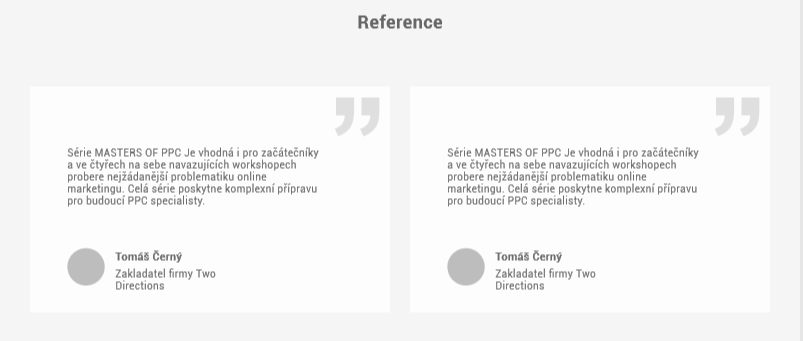 Reference
Série MASTERS OF PPC Je vhodná i pro začátečníky
a ve čtyřech na sebe navazujících workshopech
probere nejžádanější problematiku online
marketingu. Celá série poskytne komplexní přípravu
pro budoucí PPC specialisty.
Tomáš Černý
Zakladatel firmy Two
Directions
Série MASTERS OF PPC Je vhodná i pro začátečníky
a ve čtyřech na sebe navazujících workshopech
probere nejžádanější problematiku online
marketingu. Celá série poskytne komplexní přípravu
pro budoucí PPC specialisty.
Tomáš Černý
Zakladatel firmy Two
Directions